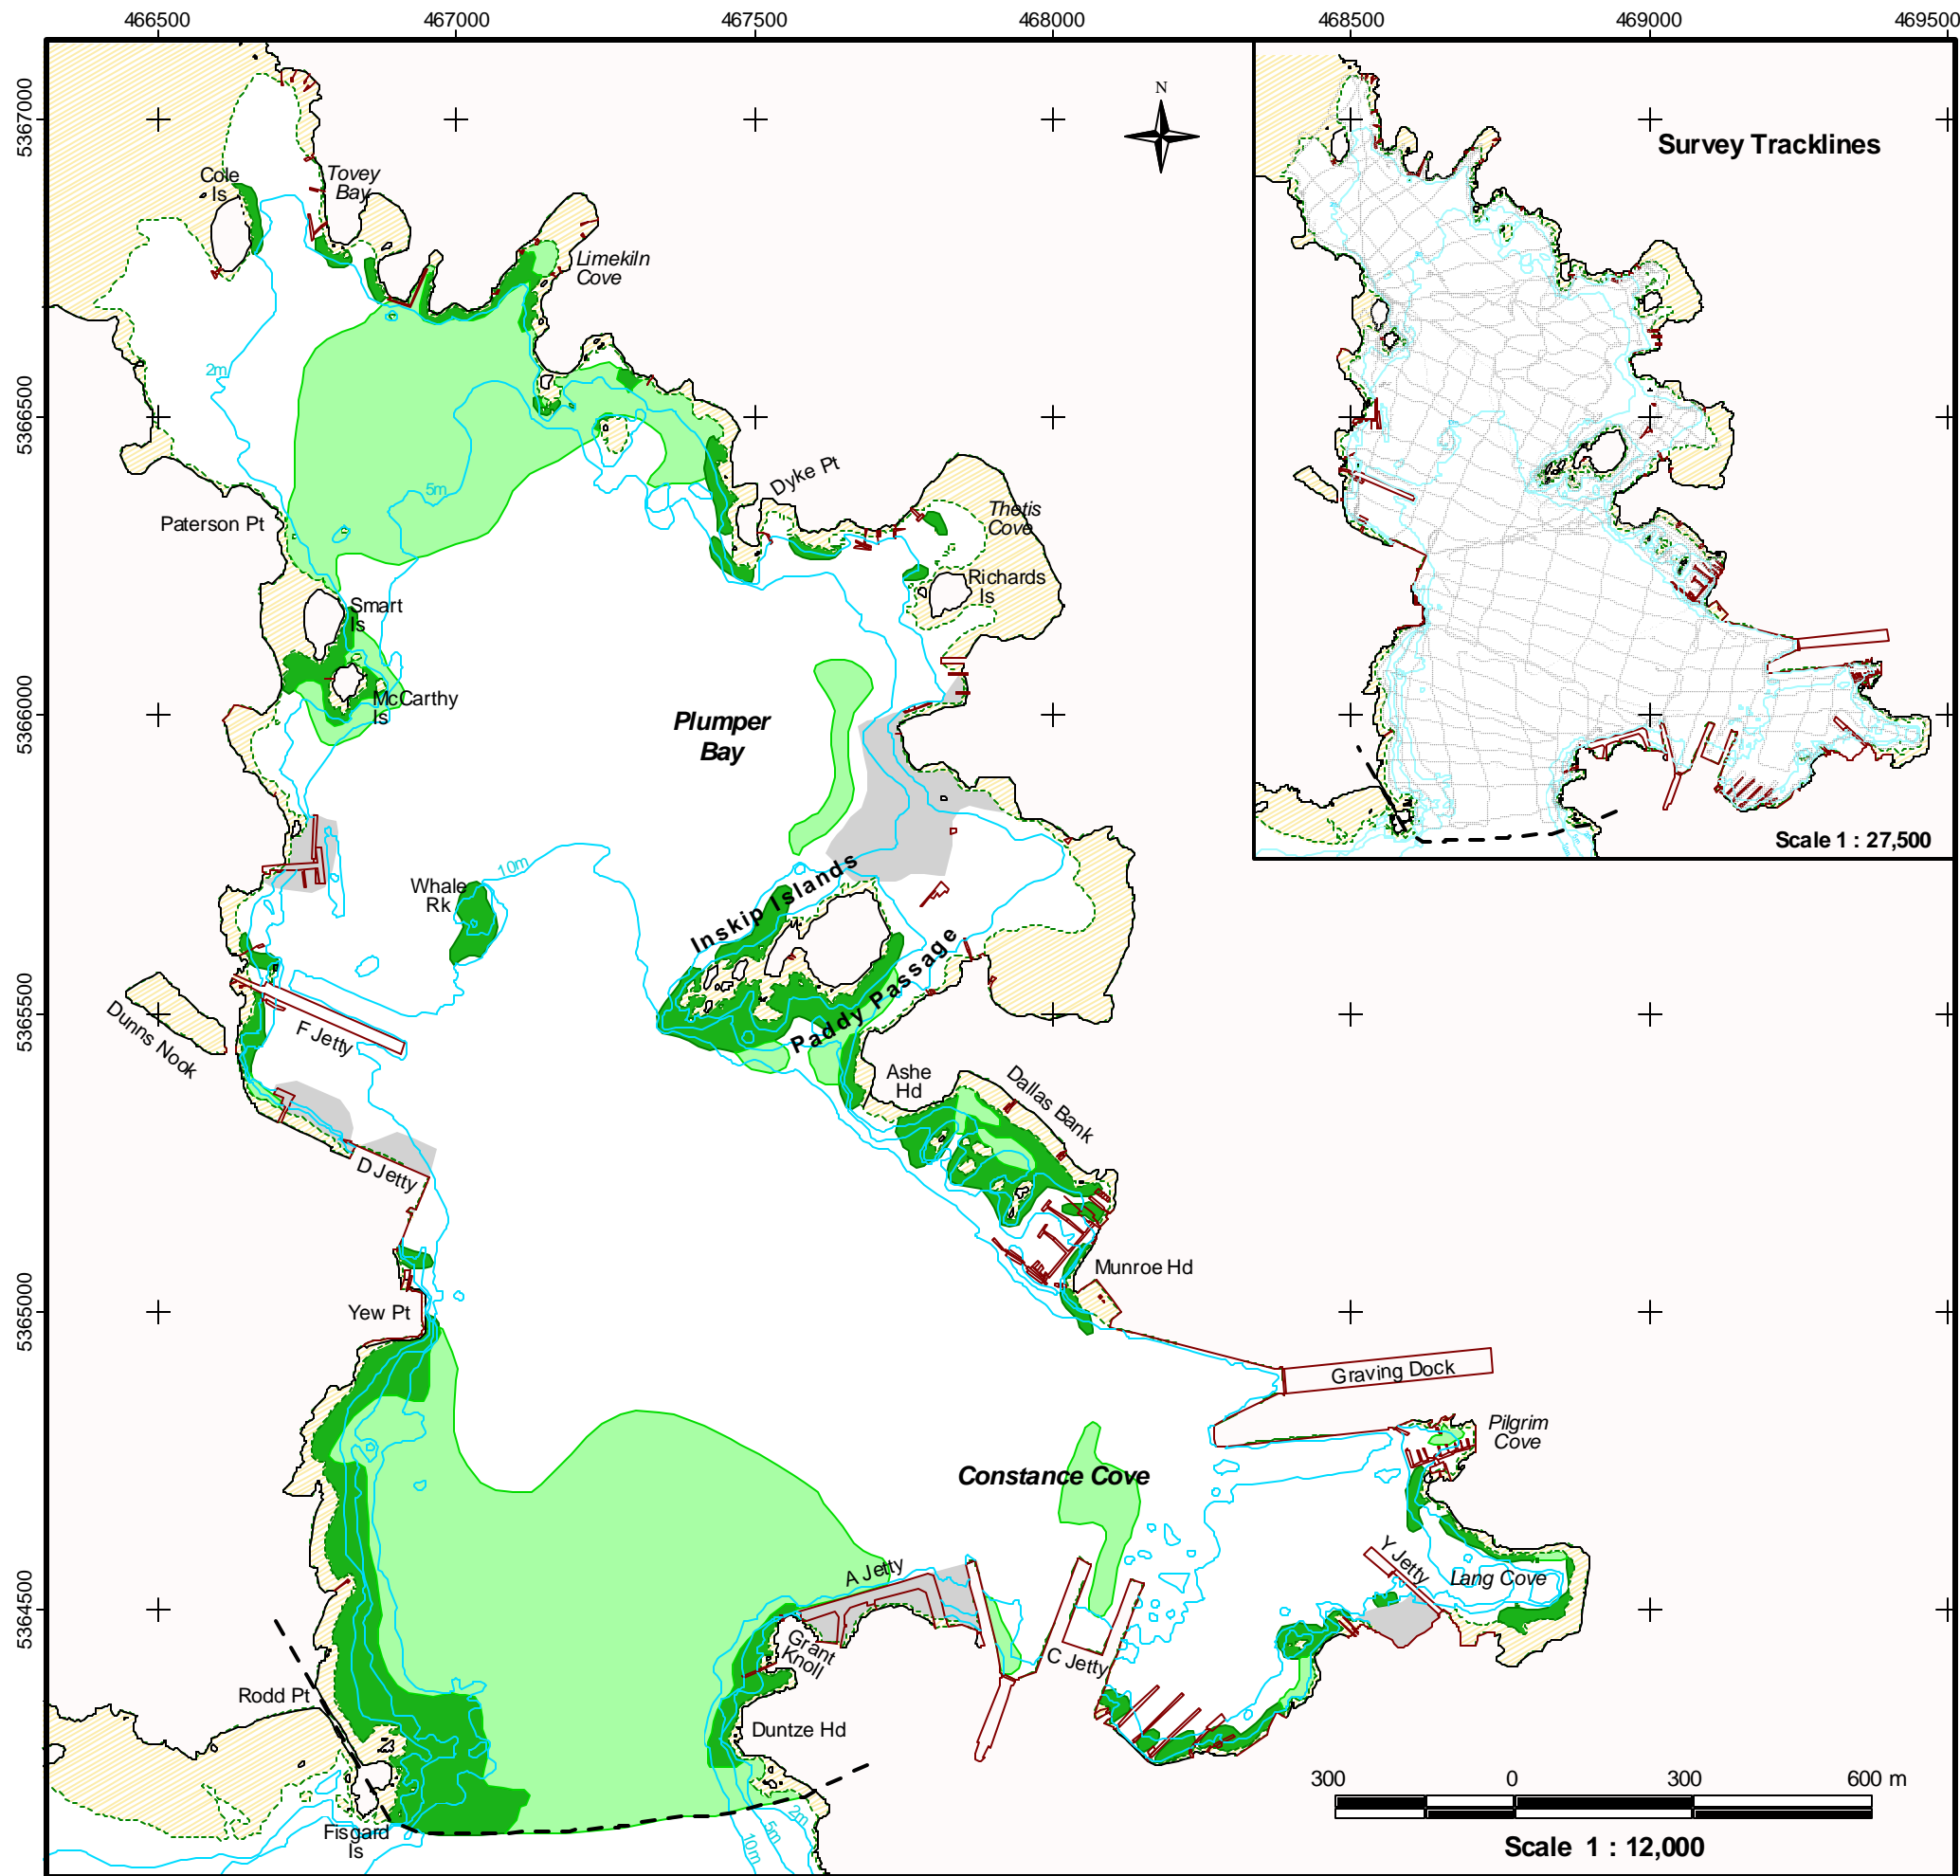 466500 467000 467500 468000 468500 469000 469500
5367000
5366500
5366000
5365500
5365000
5364500
N
Survey Tracklines
Scale 1 : 27,500
Cole
Is
Tovey
Bay
Limekiln
Cove
2m
5m
Paterson Pt
Dyke Pt
Thetis
Cove
Richards
Is
Smart
Is
McCarthy
Is
Plumper
Bay
10m
Whale
Rk
Inskip Islands
Paddy Passage
Dunns Nook
F Jetty
Ashe
Hd
Dallas Bank
D Jetty
Munroe Hd
Yew Pt
Graving Dock
Pilgrim
Cove
Constance Cove
Y Jetty
Lang Cove
A Jetty
Grant
Knoll
C Jetty
Rodd Pt
Duntze Hd
Fisgard
Is
10m
5m
2m
300 0 300 600 m
Scale 1 : 12,000